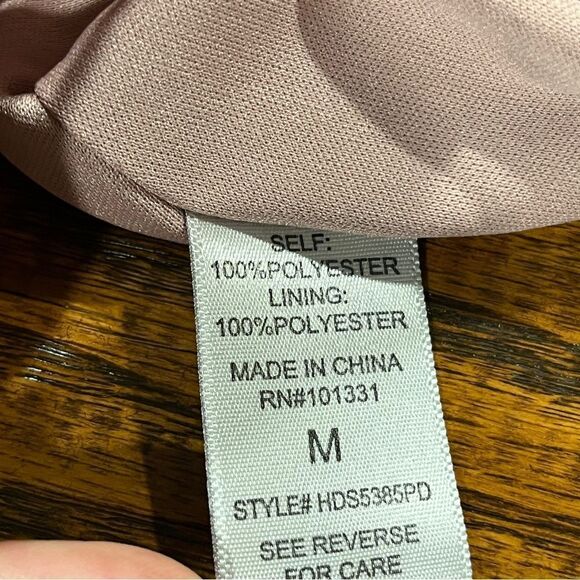 SELF:
100%POLYESTER
LINING:
100%POLYESTER
MADE IN CHINA
RN#101331
M
STYLE# HDS5385PD
SEE REVERSE
FOR CARE